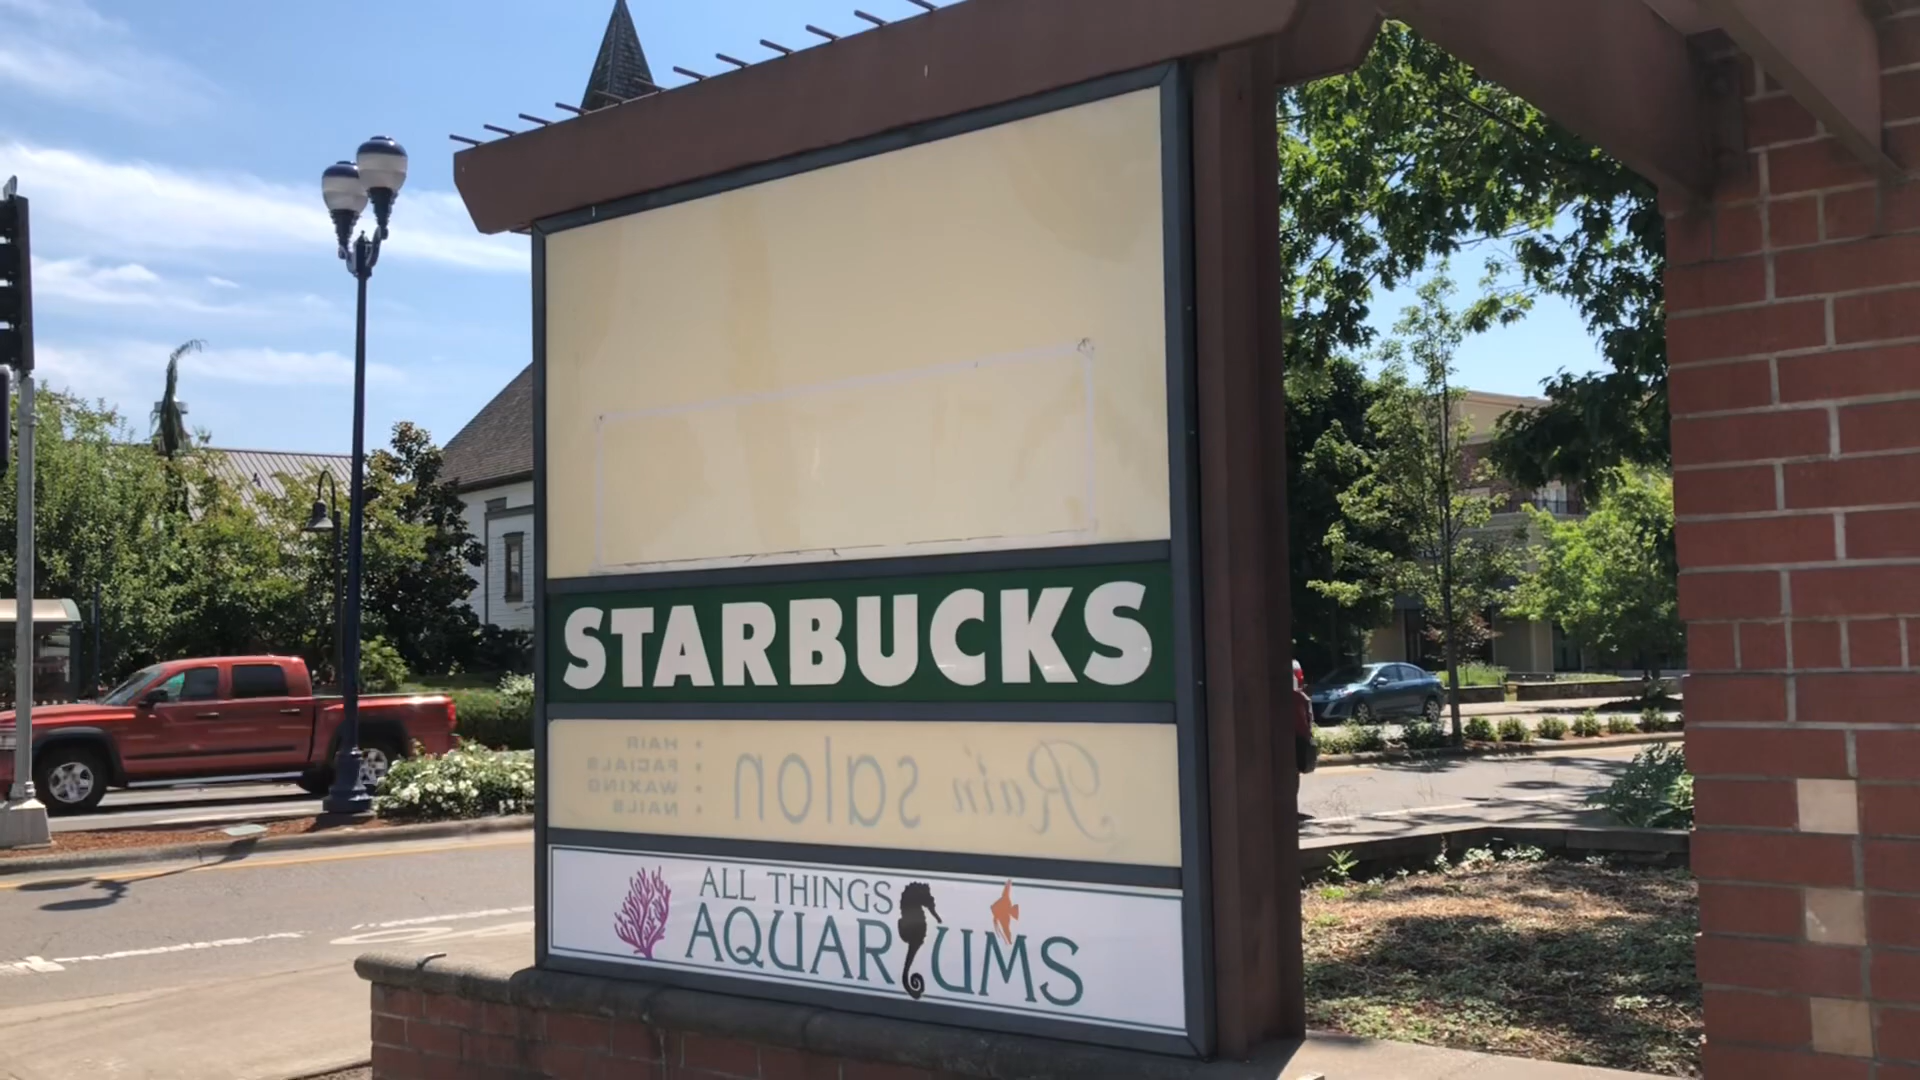 STARBUCKS
Rain salon
• HAIR
• FACIALS
• WAXING
• NAILS
ALL THINGS
AQUARIUMS